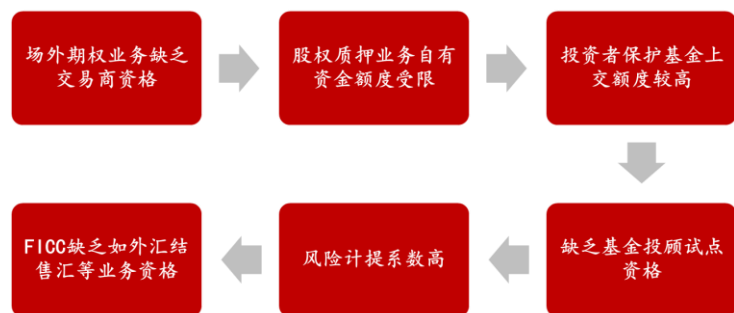 场外期权业务缺乏
交易商资格
股权质押业务自有
资金额度受限
投资者保护基金上
交额度较高
缺乏基金投顾试点
资格
风险计提系数高
FICC缺乏如外汇结
售汇等业务资格